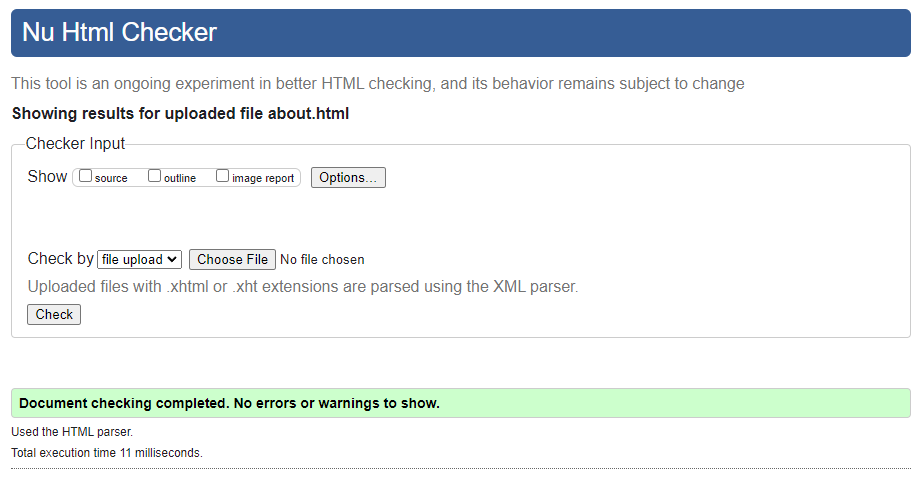 Nu Html Checker
This tool is an ongoing experiment in better HTML checking, and its behavior remains subject to change
Showing results for uploaded file about.html
Checker Input
Show source outline image report Options...
Check by file upload Choose File No file chosen
Uploaded files with .xhtml or .xht extensions are parsed using the XML parser.
Check
Document checking completed. No errors or warnings to show.
Used the HTML parser.
Total execution time 11 milliseconds.